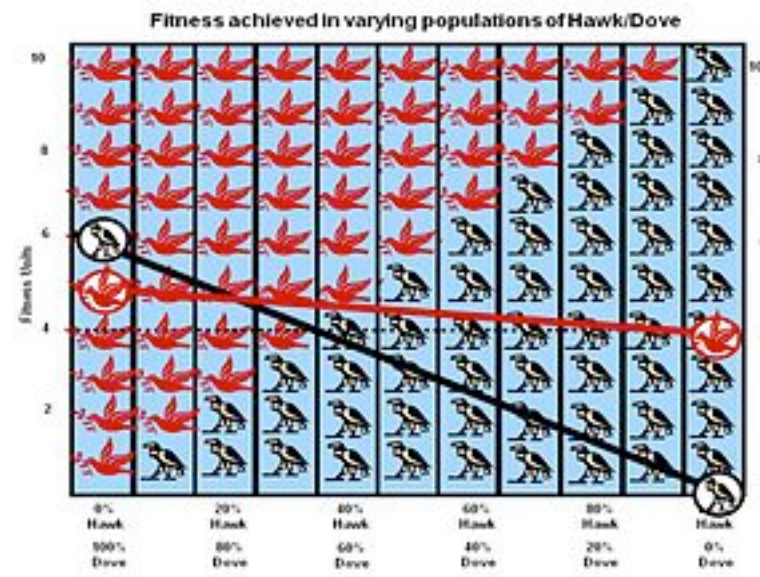 Fitness achieved in varying populations of Hawk/Dove
10
8
6
4
2
Fitness Units
10
0% 20% 40% 60% 80%
Hawk Hawk Hawk Hawk Hawk Hawk
100% 80% 60% 40% 20% 0%
Dove Dove Dove Dove Dove Dove